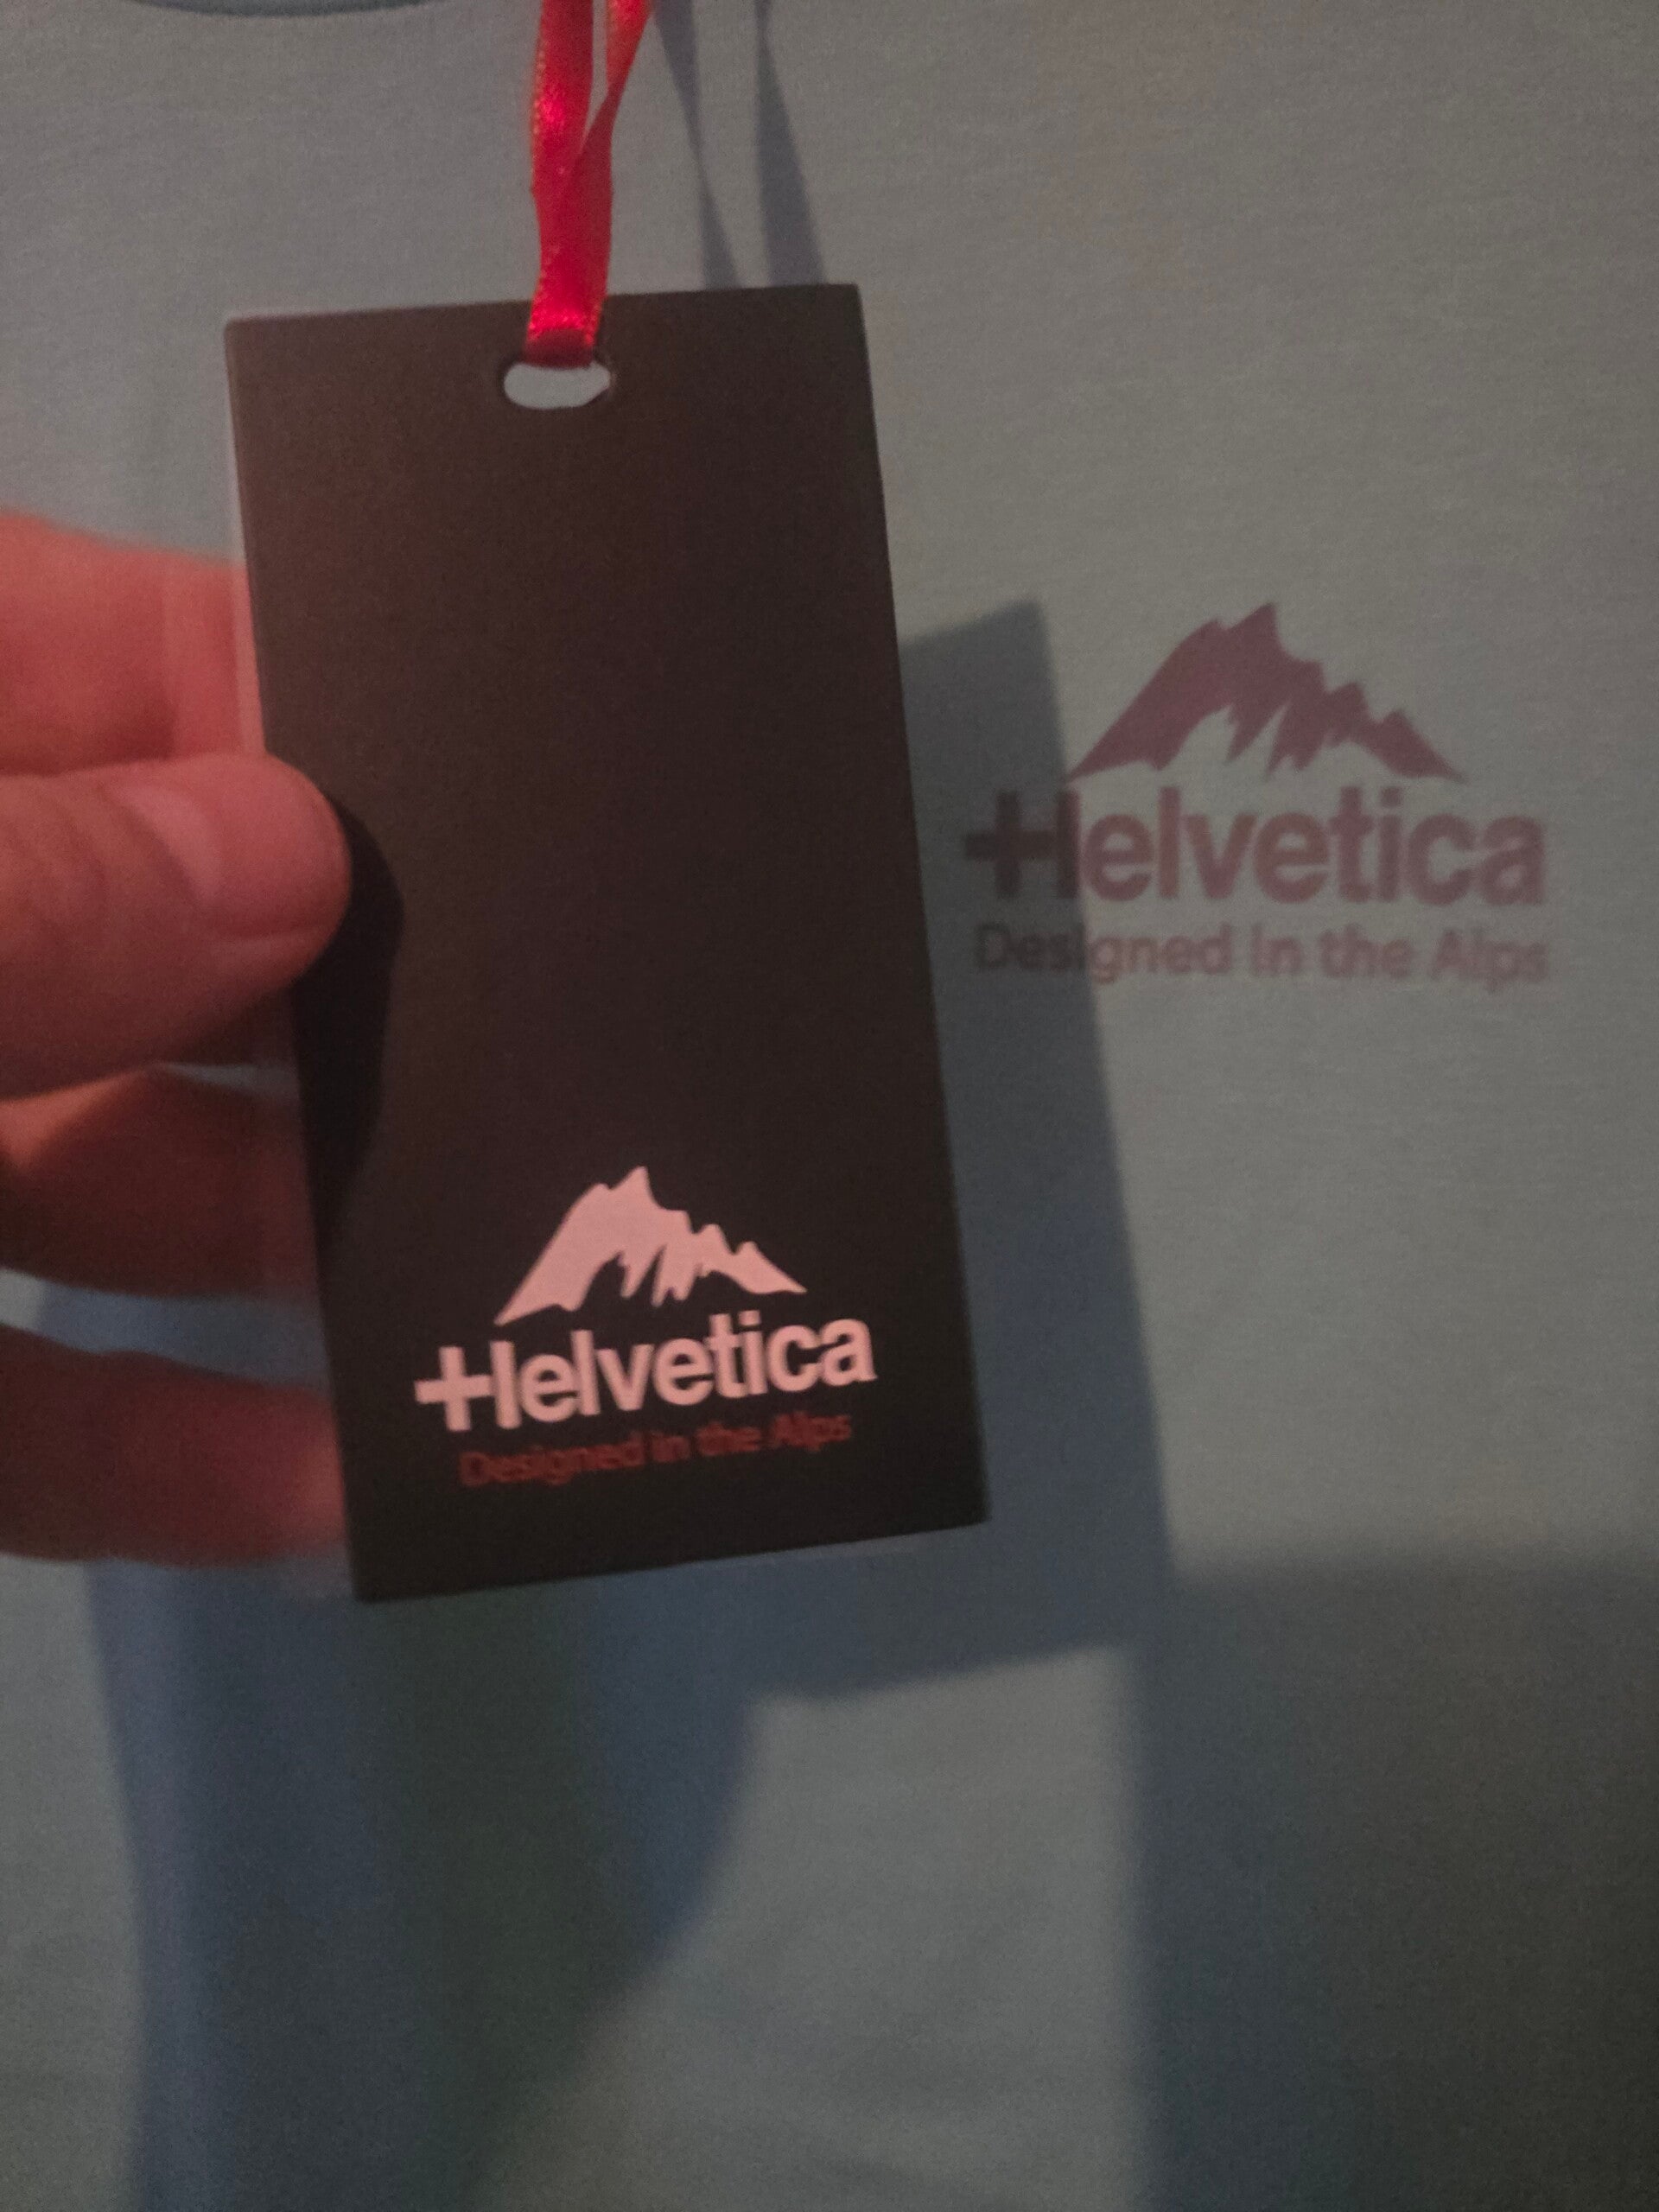 Helvetica
Designed in the Alps
Helvetica
Designed in the Alps